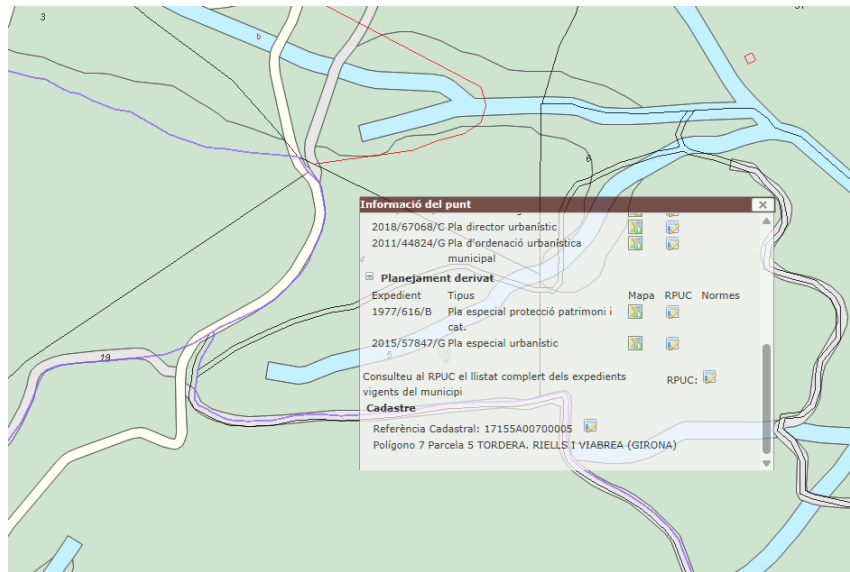 3
b
6
Informació del punt
2018/67068/C Pla director urbanístic
2011/44824/G Pla d'ordenació urbanística
municipal
4
Planejament derivat
Expedient Tipus Mapa RPUC Normes
1977/616/B Pla especial protecció patrimoni i
cat.
2015/57847/G Pla especial urbanístic
5
19
Consulteu al RPUC el llistat complert dels expedients
vigents del municipi
RPUC:
Cadastre
Referència Cadastral: 17155A00700005
Polígono 7 Parcela 5 TORDERA. RIELLS I VIABREA (GIRONA)